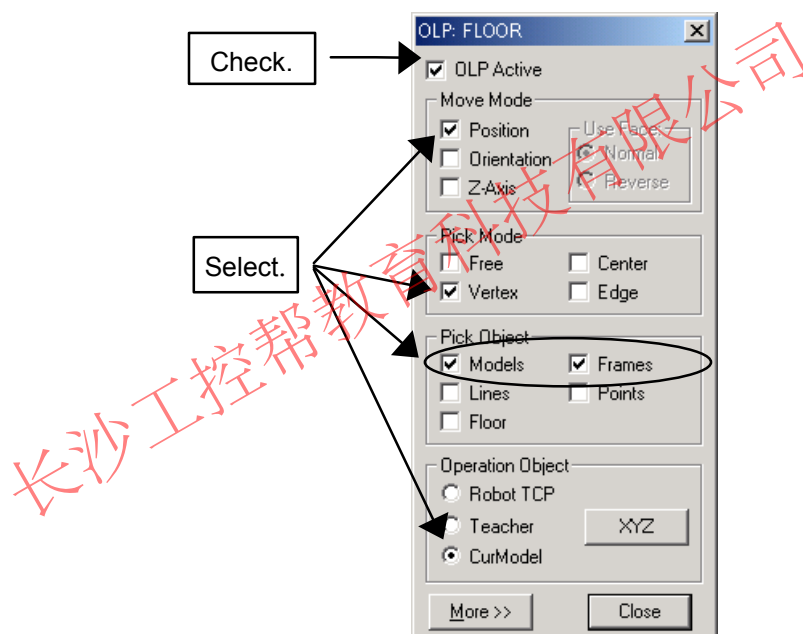 OLP: FLOOR
Check.
OLP Active
Move Mode
Position
Orientation
Z-Axis
Use Face:
Normal
Reverse
Select.
Pick Mode
Free
Center
Vertex
Edge
Pick Object
Models
Frames
Lines
Points
Floor
Operation Object
Robot TCP
Teacher
XYZ
CurModel
More >>
Close
长沙工控帮教育科技有限公司